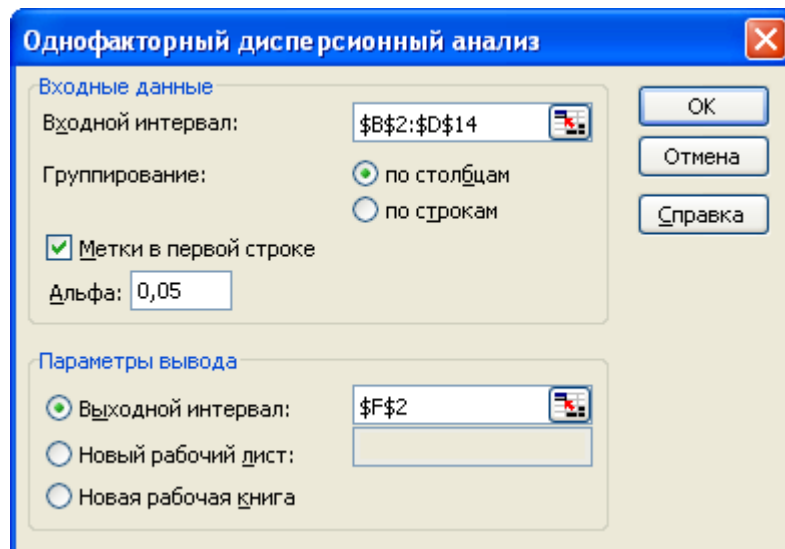 Однофакторный дисперсионный анализ
Входные данные
Входной интервал: $B$2:$D$14
Группирование: по столбцам
по строкам
Метки в первой строке
Альфа: 0,05
ОК
Отмена
Справка
Параметры вывода
Выходной интервал: $F$2
Новый рабочий лист:
Новая рабочая книга